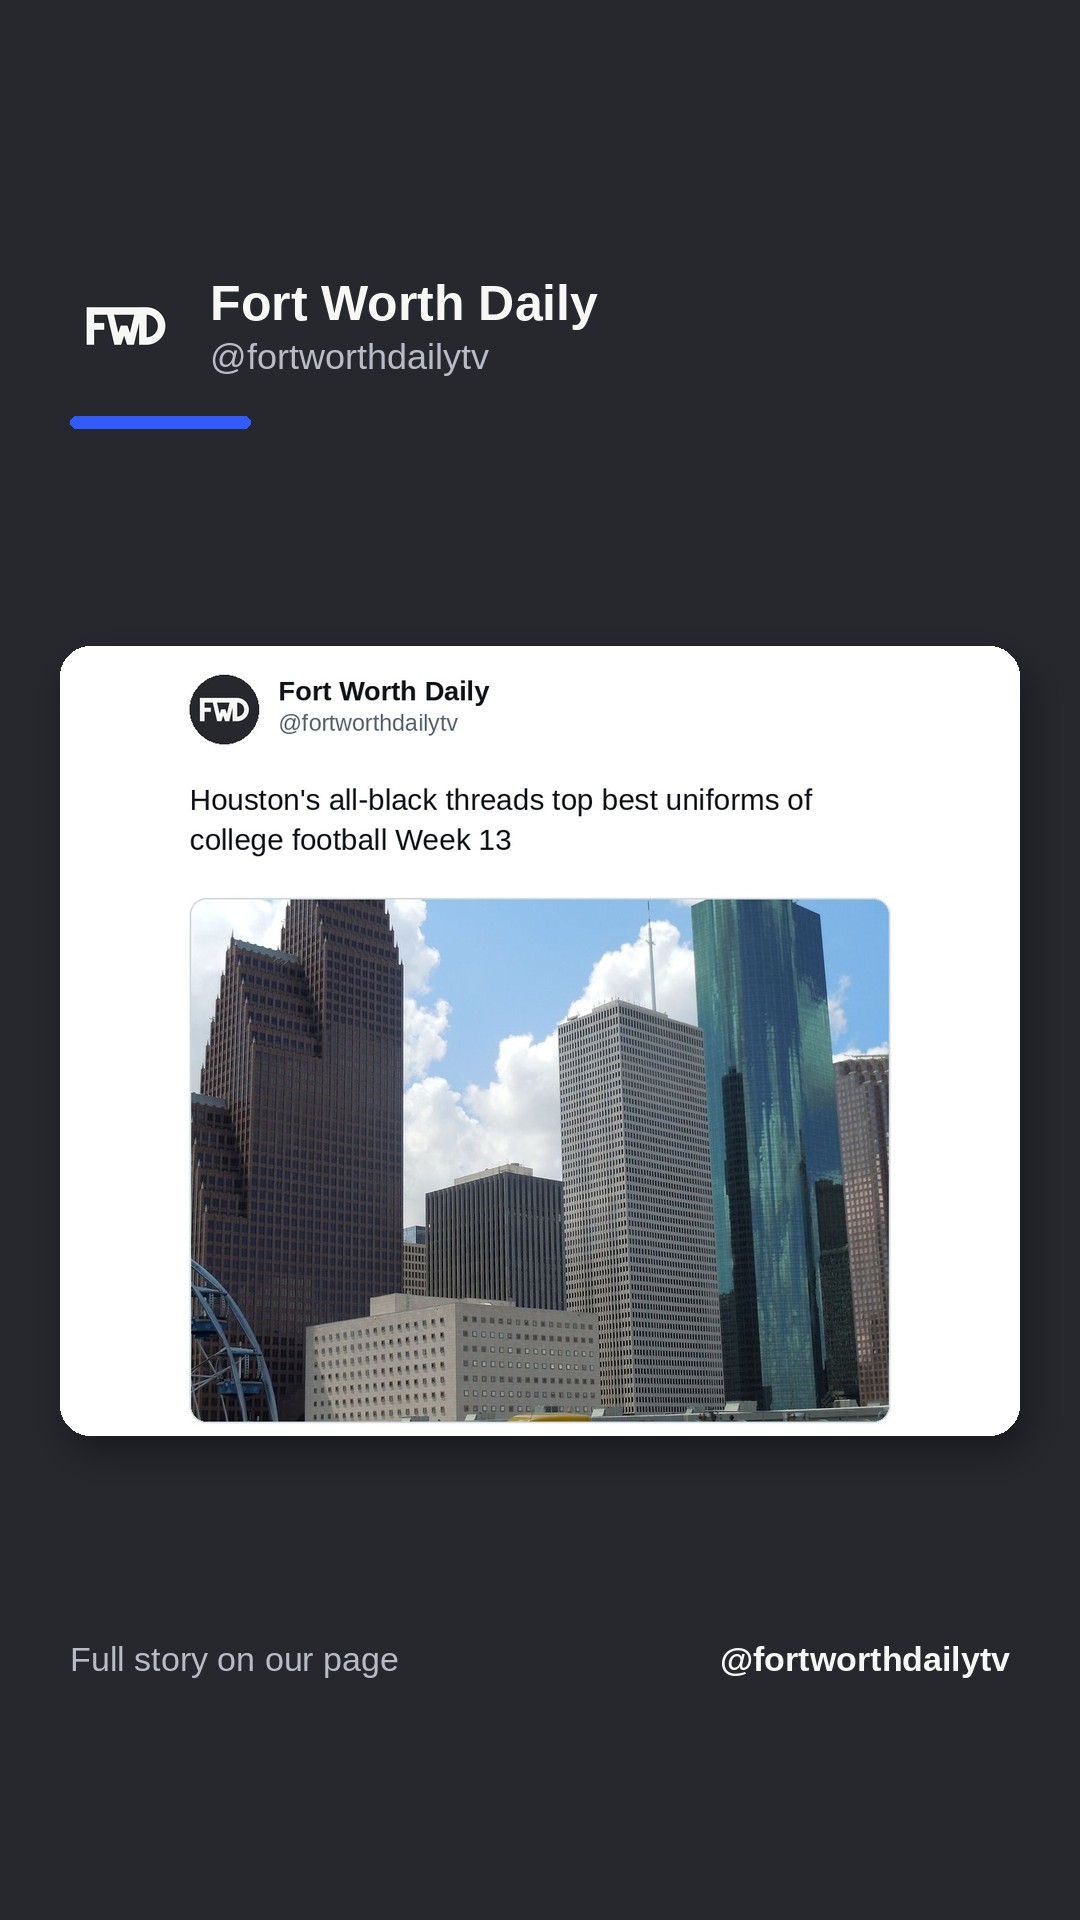 FWD
Fort Worth Daily
@fortworthdailytv
FWD
Fort Worth Daily
@fortworthdailytv
Houston's all-black threads top best uniforms of
college football Week 13
Full story on our page
@fortworthdailytv